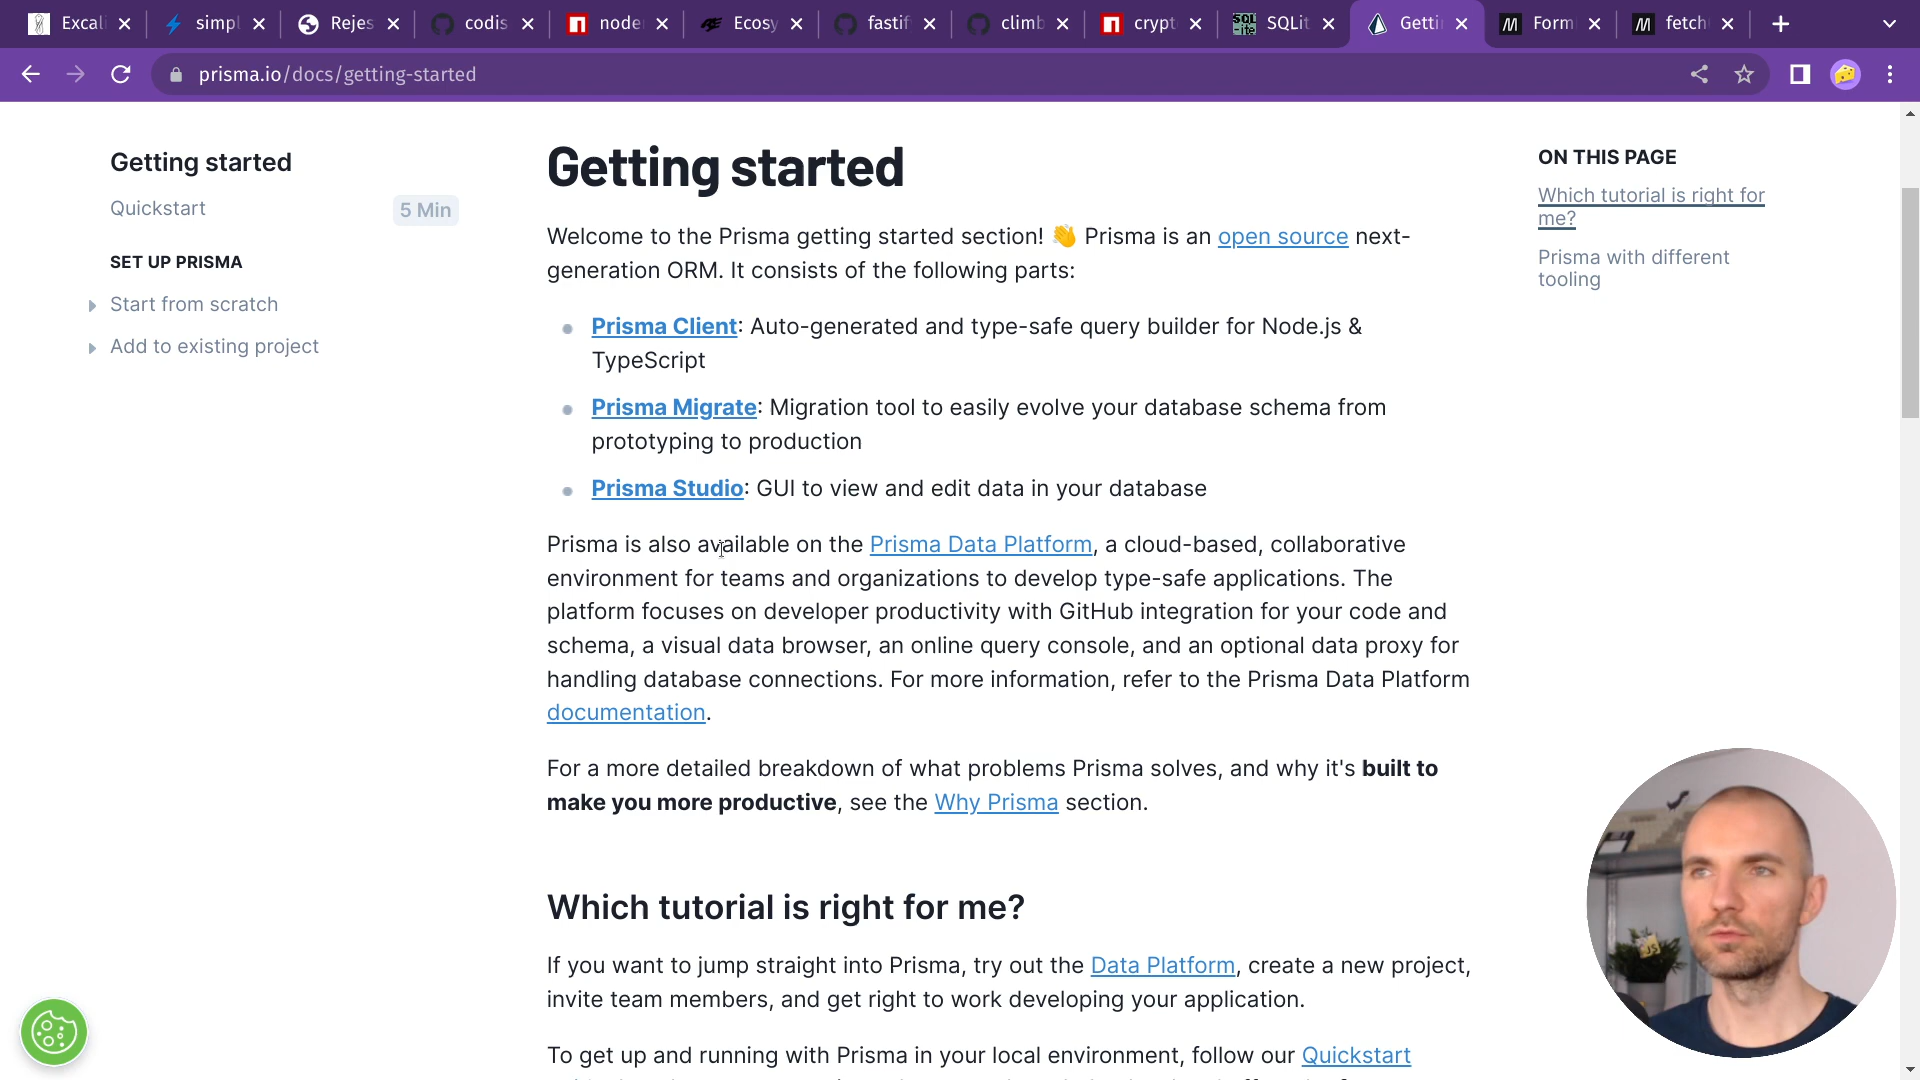 Excali
simpl
Rejes
codis
node
Ecosy
fastif
climb
crypt
SQLit
Getti
Form
fetch
prisma.io/docs/getting-started
Getting started
Quickstart
5 Min
SET UP PRISMA
Start from scratch
Add to existing project
Getting started
Welcome to the Prisma getting started section! 👋 Prisma is an open source next-
generation ORM. It consists of the following parts:
Prisma Client: Auto-generated and type-safe query builder for Node.js &
TypeScript
Prisma Migrate: Migration tool to easily evolve your database schema from
prototyping to production
Prisma Studio: GUI to view and edit data in your database
Prisma is also available on the Prisma Data Platform, a cloud-based, collaborative
environment for teams and organizations to develop type-safe applications. The
platform focuses on developer productivity with GitHub integration for your code and
schema, a visual data browser, an online query console, and an optional data proxy for
handling database connections. For more information, refer to the Prisma Data Platform
documentation.
For a more detailed breakdown of what problems Prisma solves, and why it's built to
make you more productive, see the Why Prisma section.
Which tutorial is right for me?
If you want to jump straight into Prisma, try out the Data Platform, create a new project,
invite team members, and get right to work developing your application.
To get up and running with Prisma in your local environment, follow our Quickstart
ON THIS PAGE
Which tutorial is right for
me?
Prisma with different
tooling
JS